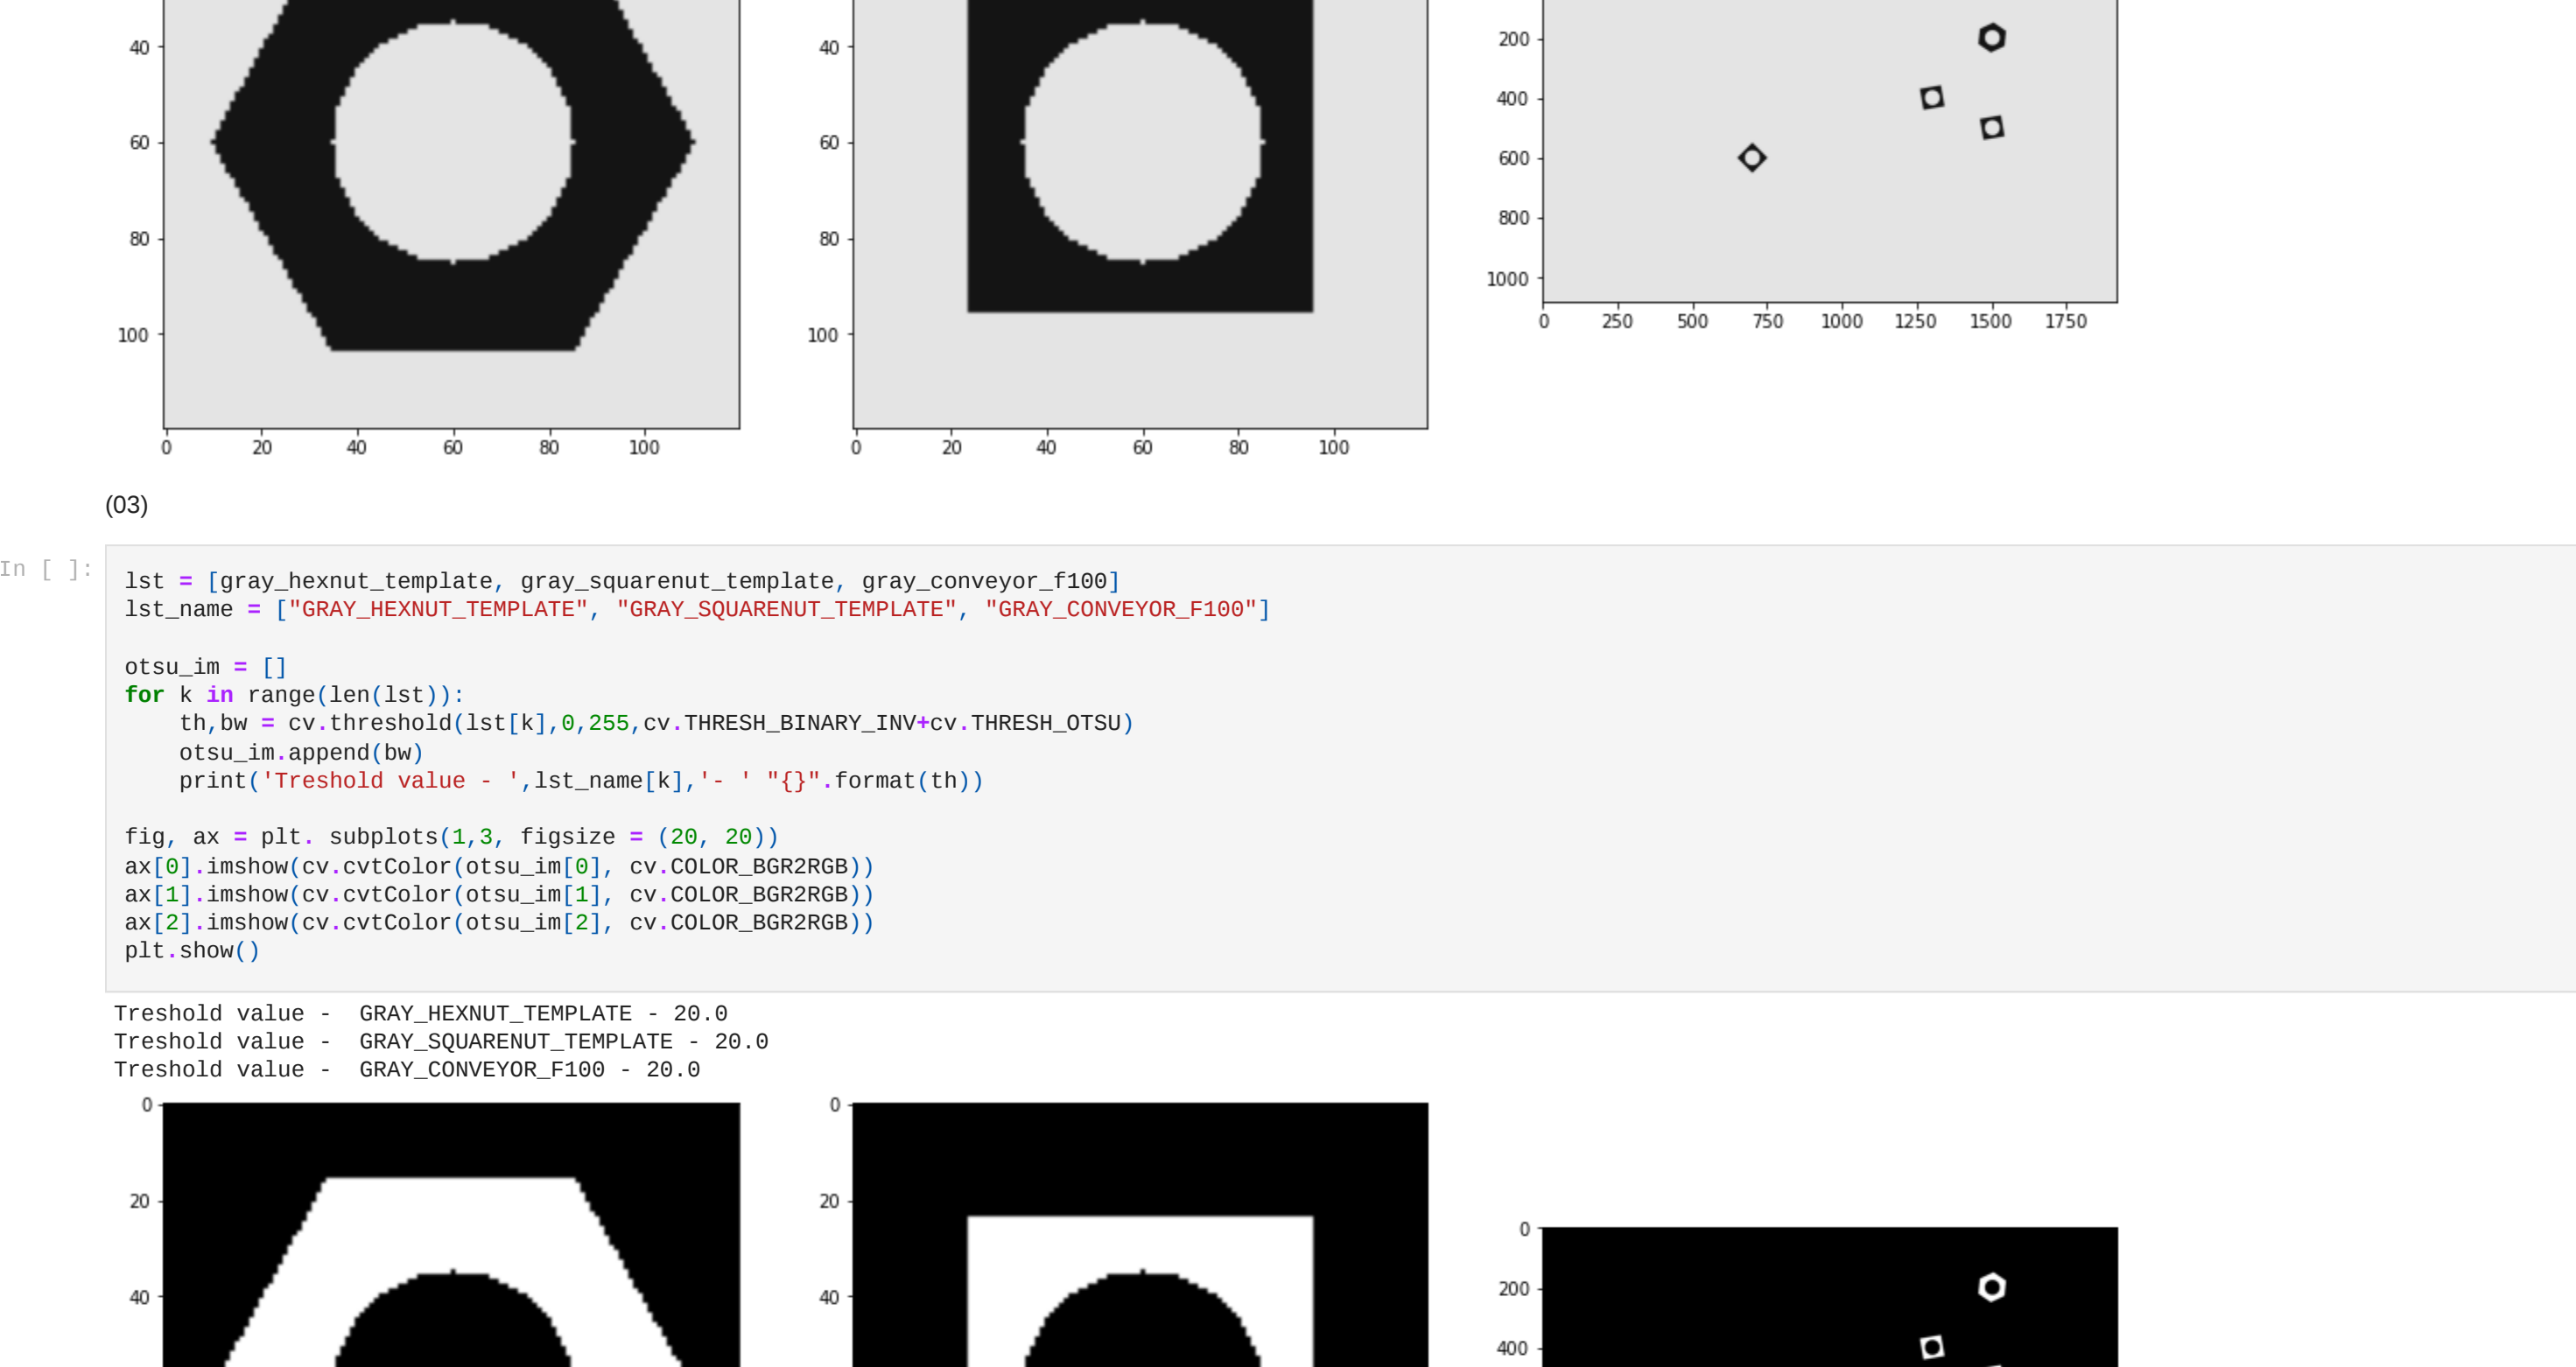 40
60
80
100
0 20 40 60 80 100
40
60
80
100
0 20 40 60 80 100
200
400
600
800
1000
0 250 500 750 1000 1250 1500 1750
(03)
In [ ]:
lst = [gray_hexnut_template, gray_squarenut_template, gray_conveyor_f100]
lst_name = ["GRAY_HEXNUT_TEMPLATE", "GRAY_SQUARENUT_TEMPLATE", "GRAY_CONVEYOR_F100"]
otsu_im = []
for k in range(len(lst)):
    th,bw = cv.threshold(lst[k],0,255,cv.THRESH_BINARY_INV+cv.THRESH_OTSU)
    otsu_im.append(bw)
    print('Treshold value - ',lst_name[k],'- ' "{}".format(th))
fig, ax = plt. subplots(1,3, figsize = (20, 20))
ax[0].imshow(cv.cvtColor(otsu_im[0], cv.COLOR_BGR2RGB))
ax[1].imshow(cv.cvtColor(otsu_im[1], cv.COLOR_BGR2RGB))
ax[2].imshow(cv.cvtColor(otsu_im[2], cv.COLOR_BGR2RGB))
plt.show()
Treshold value -  GRAY_HEXNUT_TEMPLATE - 20.0
Treshold value -  GRAY_SQUARENUT_TEMPLATE - 20.0
Treshold value -  GRAY_CONVEYOR_F100 - 20.0
0
20
40
0
20
40
0
200
400